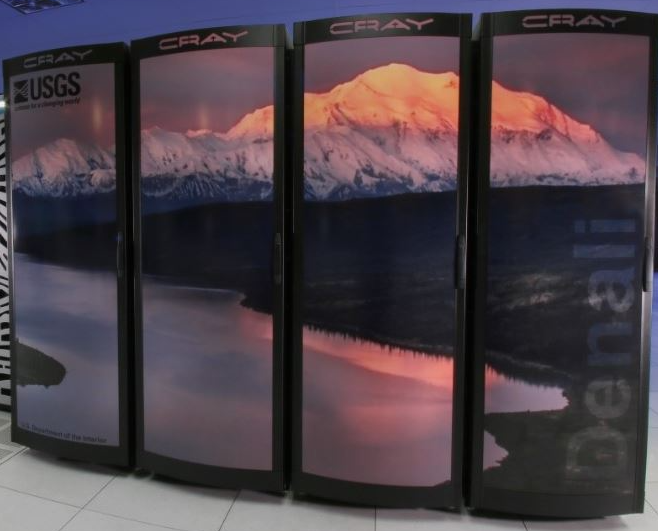 CRAY
CRAY
CRAY
CRAY
USGS
science for a changing world
U.S. Department of the Interior
Denali